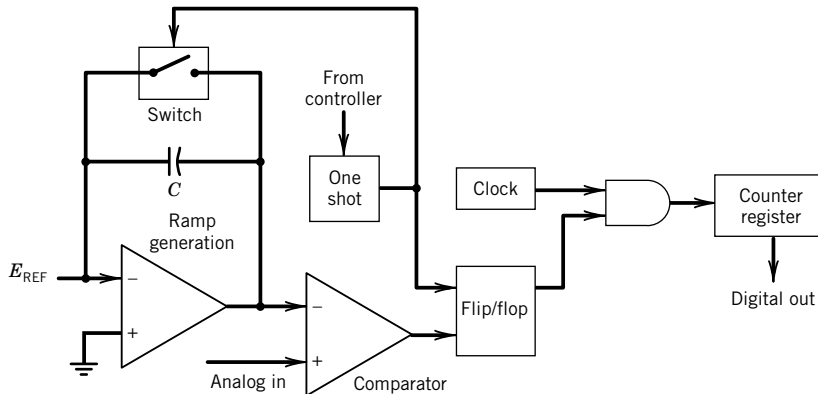 Switch
From
controller
C
One
shot
Clock
Counter
register
Ramp
generation
E_REF
−
+
−
+
Flip/flop
Digital out
Analog in
Comparator